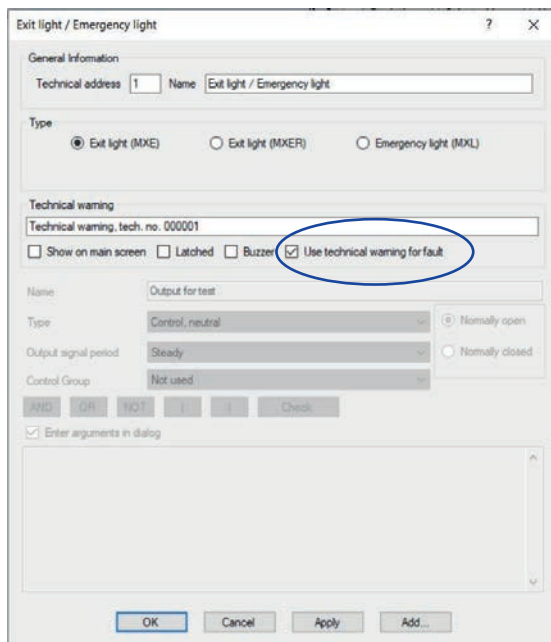 Exit light / Emergency light ? X
General Information
Technical address 1 Name Exit light / Emergency light
Type
Exit light (MXE) Exit light (MXER) Emergency light (MXL)
Technical warning
Technical warning, tech. no. 000001
Show on main screen Latched Buzzer Use technical warning for fault
Name Output for test
Type Control, neutral Normally open
Output signal period Steady Normally closed
Control Group Not used
AND OR NOT ( ) Check
Enter arguments in dialog
OK Cancel Apply Add...